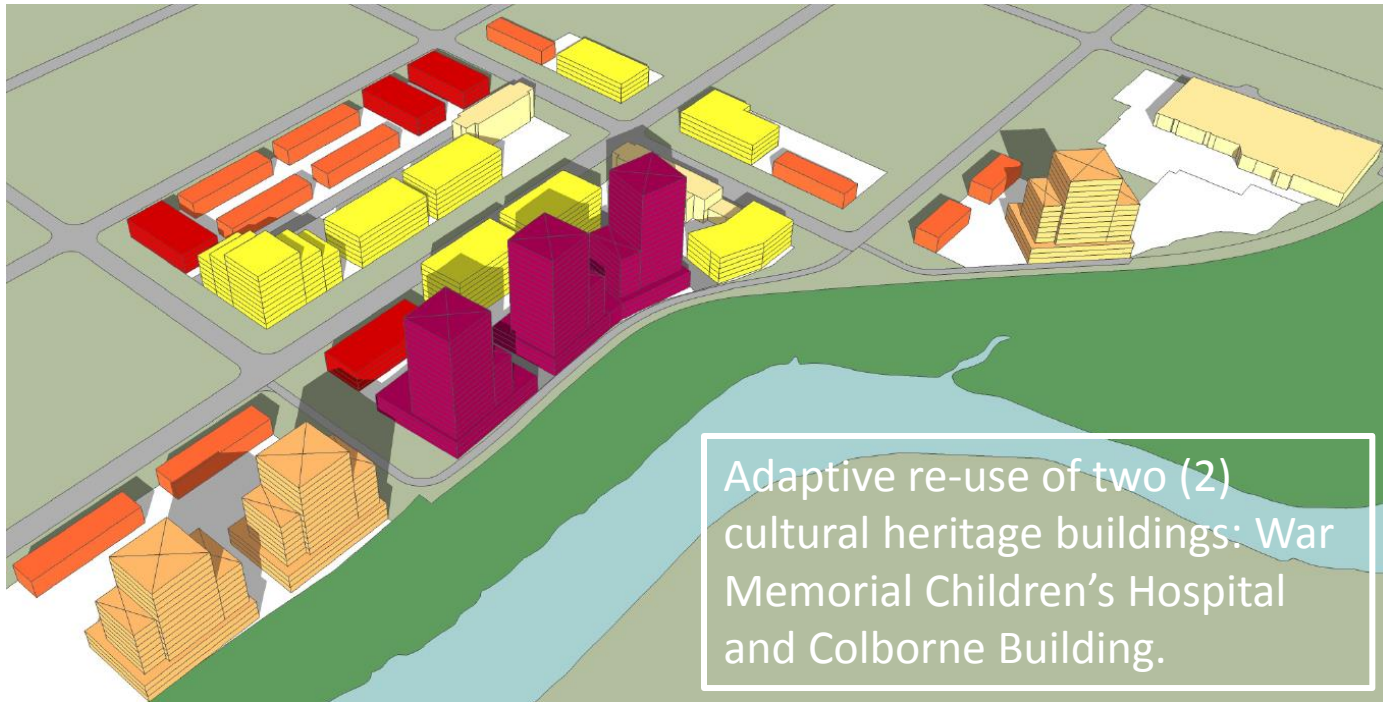 Adaptive re-use of two (2)
cultural heritage buildings: War
Memorial Children’s Hospital
and Colborne Building.